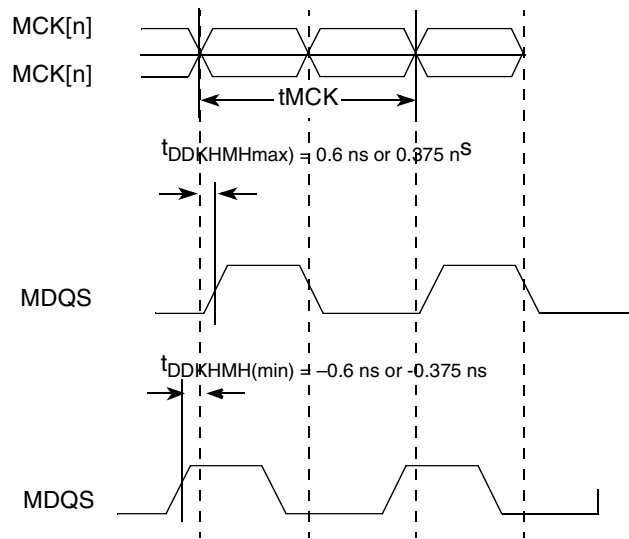 MCK[n]
MCK[n]
tMCK
tDDKHMHmax) = 0.6 ns or 0.375 ns
MDQS
tDDKHMH(min) = –0.6 ns or -0.375 ns
MDQS